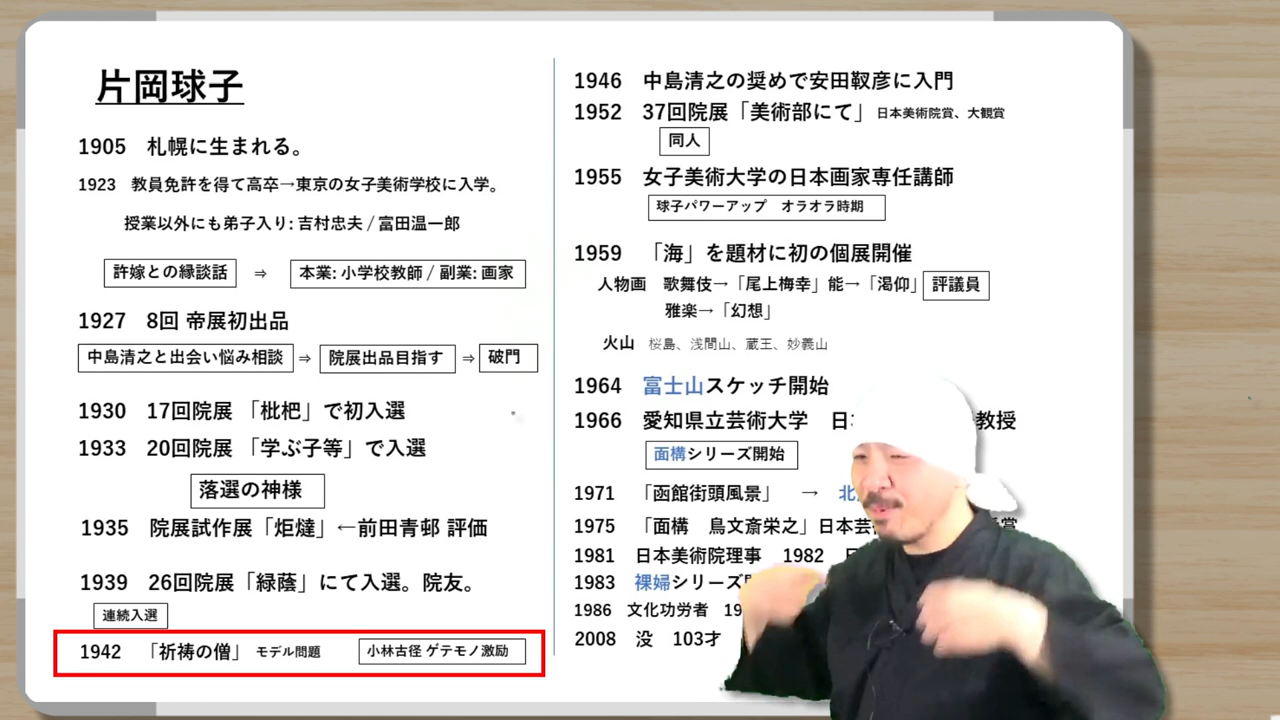 片岡球子
1905 札幌に生まれる。
1923 教員免許を得て高卒→東京の女子美術学校に入学。
授業以外にも弟子入り: 吉村忠夫 / 富田温一郎
許嫁との縁談話 ⇒ 本業: 小学校教師 / 副業: 画家
1927 8回 帝展初出品
中島清之と出会い悩み相談 ⇒ 院展出品目指す ⇒ 破門
1930 17回院展 「枇杷」で初入選
1933 20回院展 「学ぶ子等」で入選
落選の神様
1935 院展試作展「炬燵」←前田青邨 評価
1939 26回院展「緑蔭」にて入選。院友。
連続入選
1942 「祈祷の僧」 モデル問題 小林古径 ゲテモノ激励
1946 中島清之の奨めで安田靫彦に入門
1952 37回院展「美術部にて」 日本美術院賞、大観賞
同人
1955 女子美術大学の日本画家専任講師
球子パワーアップ オラオラ時期
1959 「海」を題材に初の個展開催
人物画 歌舞伎→「尾上梅幸」能→「渇仰」 評議員
雅楽→「幻想」
火山 桜島、浅間山、蔵王、妙義山
1964 富士山スケッチ開始
1966 愛知県立芸術大学 日 教授
面構シリーズ開始
1971 「函館街頭風景」 → 北
1975 「面構 鳥文斎栄之」日本芸 賞
1981 日本美術院理事 1982
1983 裸婦シリーズ
1986 文化功労者 19
2008 没 103才